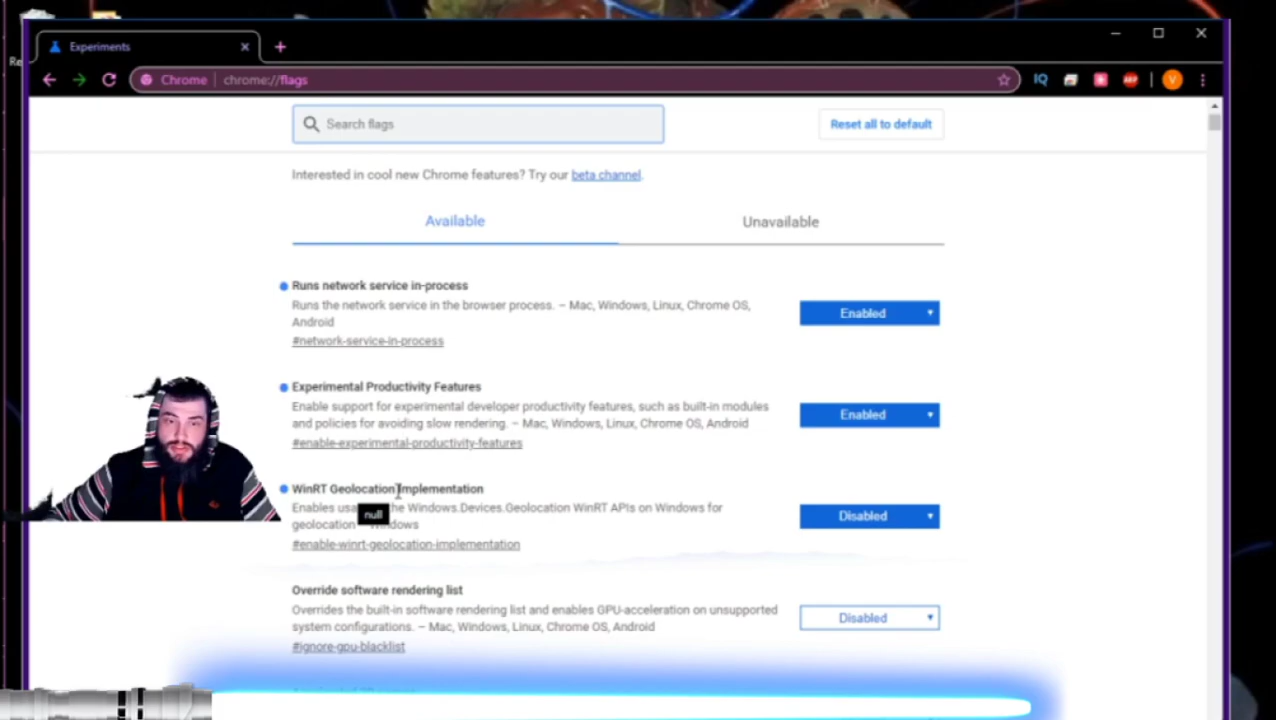 Re
Experiments
Chrome chrome://flags
IQ
ABP
V
Search flags
Reset all to default
Interested in cool new Chrome features? Try our beta channel.
Available
Unavailable
Runs network service in-process
Runs the network service in the browser process. – Mac, Windows, Linux, Chrome OS,
Android
#network-service-in-process
Enabled
Experimental Productivity Features
Enable support for experimental developer productivity features, such as built-in modules
and policies for avoiding slow rendering. – Mac, Windows, Linux, Chrome OS, Android
#enable-experimental-productivity-features
Enabled
WinRT Geolocation Implementation
Enables usa he Windows.Devices.Geolocation WinRT APIs on Windows for
null
geolocation Windows
#enable-winrt-geolocation-implementation
Disabled
Override software rendering list
Overrides the built-in software rendering list and enables GPU-acceleration on unsupported
system configurations. – Mac, Windows, Linux, Chrome OS, Android
#ignore-gpu-blacklist
Disabled